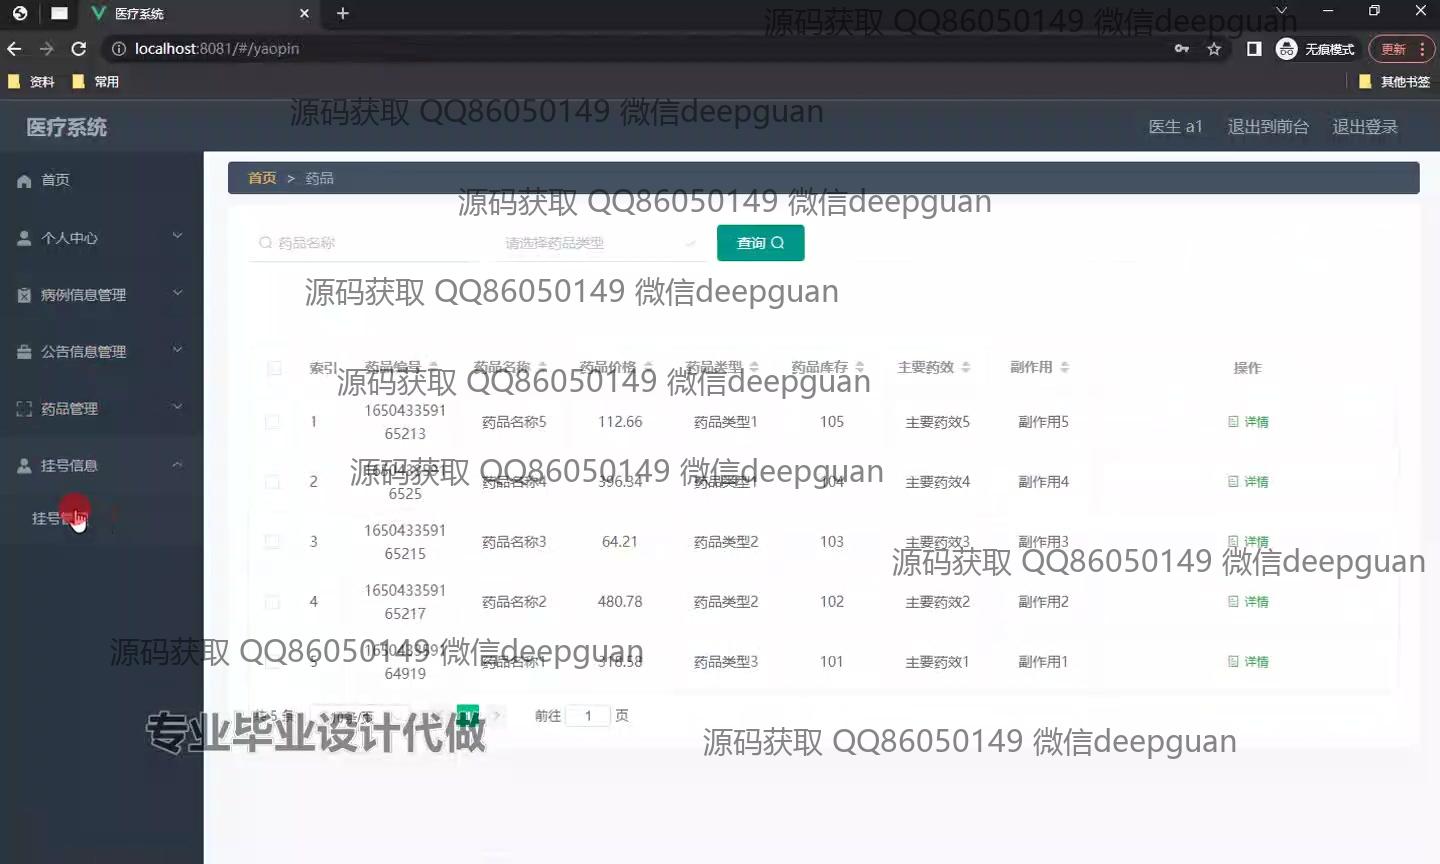 医疗系统
源码获取 QQ86050149 微信deepguan
localhost:8081/#/yaopin
无痕模式
更新
资料
常用
其他书签
医疗系统
源码获取 QQ86050149 微信deepguan
医生 a1
退出到前台
退出登录
首页
个人中心
病例信息管理
公告信息管理
药品管理
挂号信息
首页 > 药品
源码获取 QQ86050149 微信deepguan
药品名称
请选择药品类型
查询
源码获取 QQ86050149 微信deepguan
索引 药品编号 药品名称 药品价格 药品类型 药品库存 主要药效 副作用 操作
源码获取 QQ86050149 微信deepguan
1 165043359165213 药品名称5 112.66 药品类型1 105 主要药效5 副作用5 详情
源码获取 QQ86050149 微信deepguan
2 6525 药品名称4 396.34 药品类型1 104 主要药效4 副作用4 详情
3 165043359165215 药品名称3 64.21 药品类型2 103 主要药效3 副作用3 详情
源码获取 QQ86050149 微信deepguan
4 165043359165217 药品名称2 480.78 药品类型2 102 主要药效2 副作用2 详情
源码获取 QQ86050149 微信deepguan
5 64919 药品名称1 318.58 药品类型3 101 主要药效1 副作用1 详情
共 5 条 10条/页 1 前往 1 页
专业毕业设计代做
源码获取 QQ86050149 微信deepguan